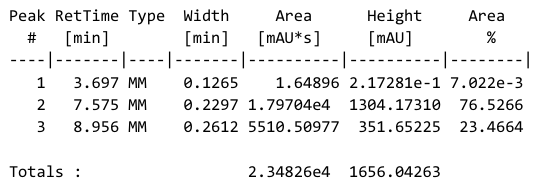 Peak RetTime Type  Width     Area      Height     Area
  #   [min]        [min]   [mAU*s]     [mAU]        %
----|-------|----|-------|----------|----------|--------|
   1   3.697 MM    0.1265    1.64896 2.17281e-1 7.022e-3
   2   7.575 MM    0.2297 1.79704e4  1304.17310  76.5266
   3   8.956 MM    0.2612 5510.50977  351.65225  23.4664
Totals :                  2.34826e4  1656.04263